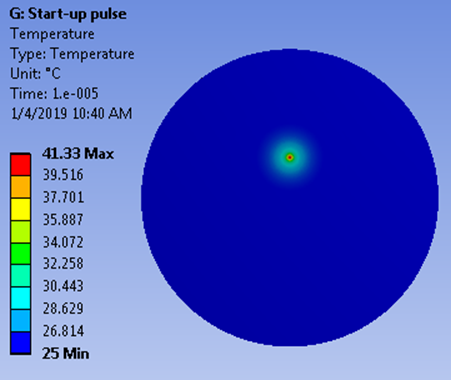 G: Start-up pulse
Temperature
Type: Temperature
Unit: °C
Time: 1.e-005
1/4/2019 10:40 AM
41.33 Max
39.516
37.701
35.887
34.072
32.258
30.443
28.629
26.814
25 Min